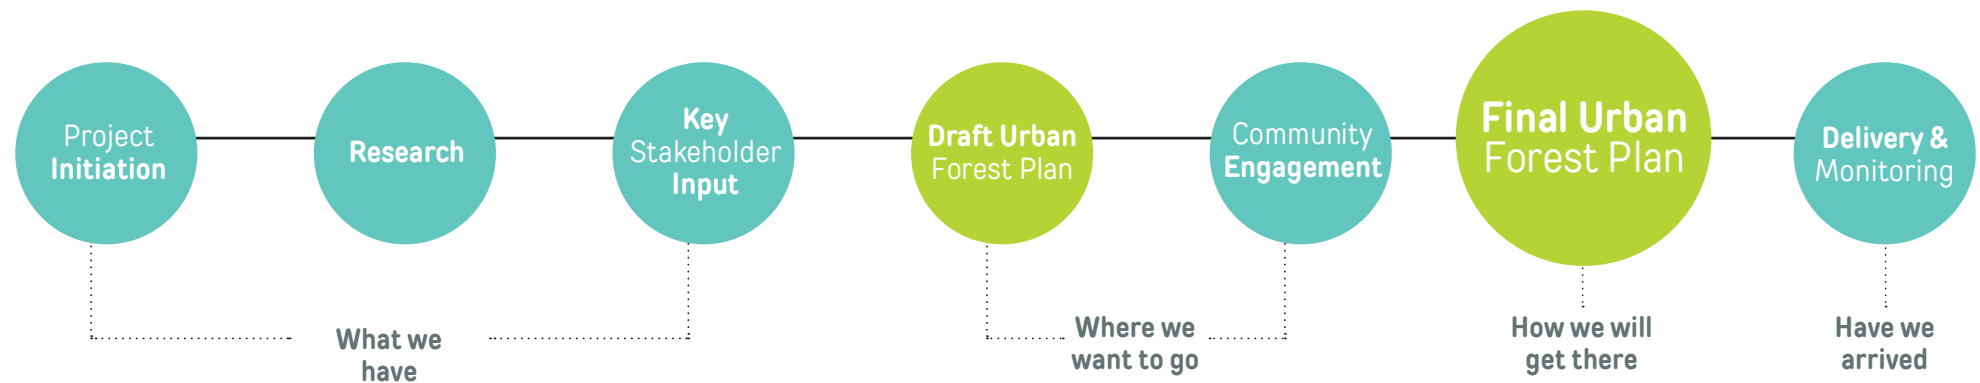 Project
Initiation
Research
Key
Stakeholder
Input
Draft Urban
Forest Plan
Community
Engagement
Final Urban
Forest Plan
Delivery &
Monitoring
What we
have
Where we
want to go
How we will
get there
Have we
arrived